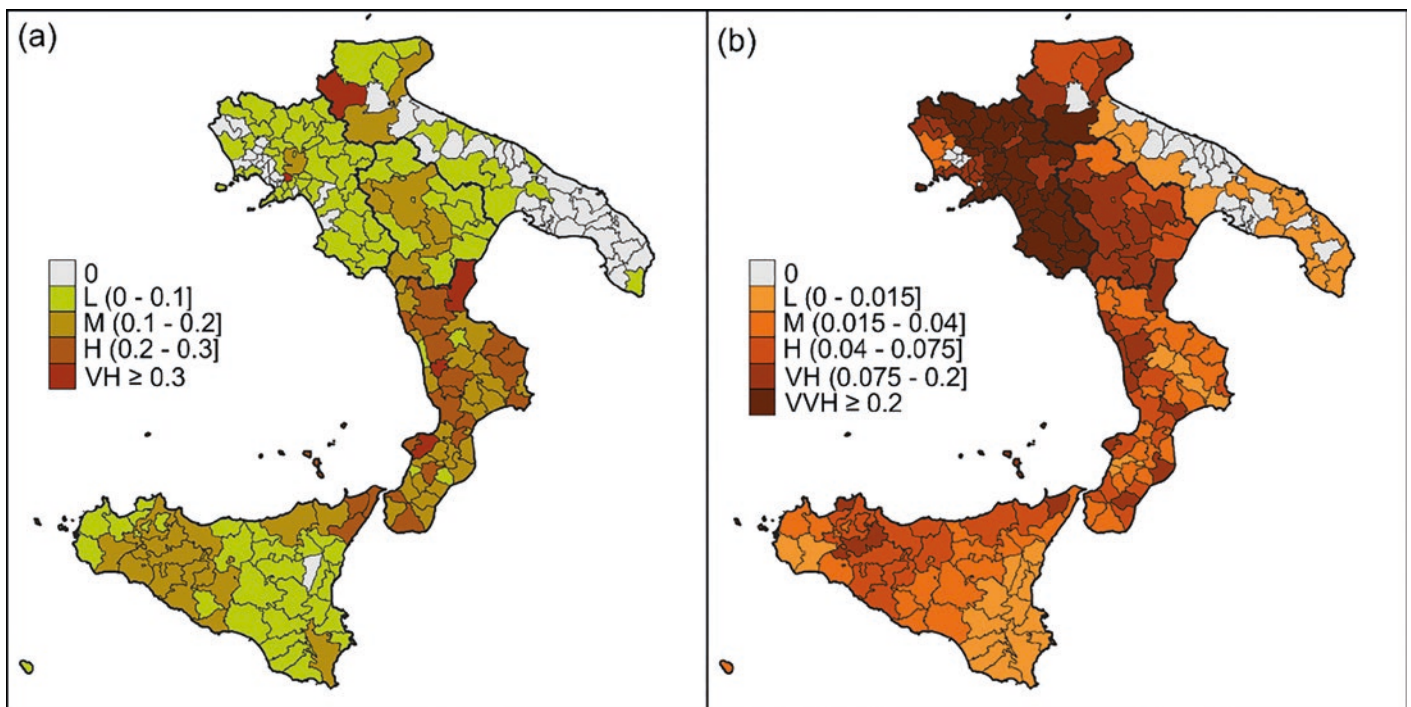 (a)
0
L (0 - 0.1]
M (0.1 - 0.2]
H (0.2 - 0.3]
VH ≥ 0.3
(b)
0
L (0 - 0.015]
M (0.015 - 0.04]
H (0.04 - 0.075]
VH (0.075 - 0.2]
VVH ≥ 0.2